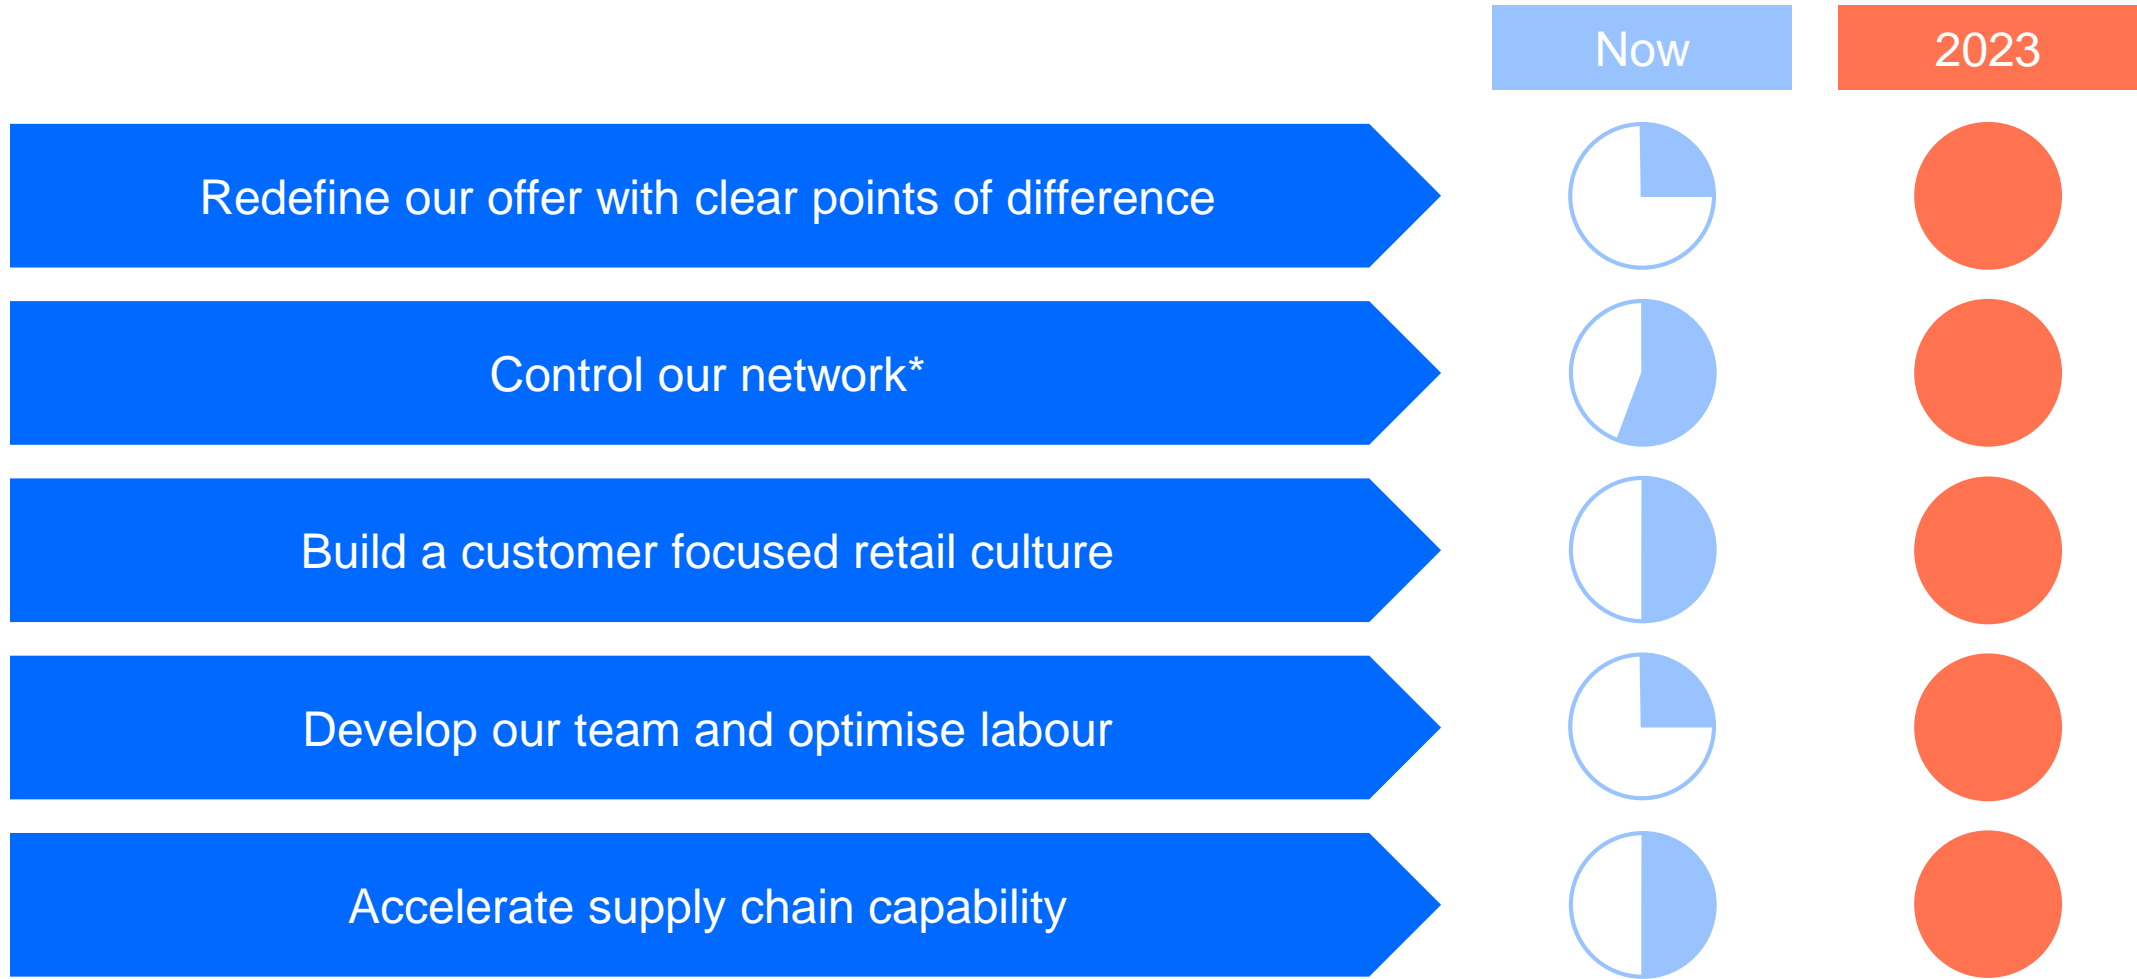 Now
2023
Redefine our offer with clear points of difference
Control our network*
Build a customer focused retail culture
Develop our team and optimise labour
Accelerate supply chain capability